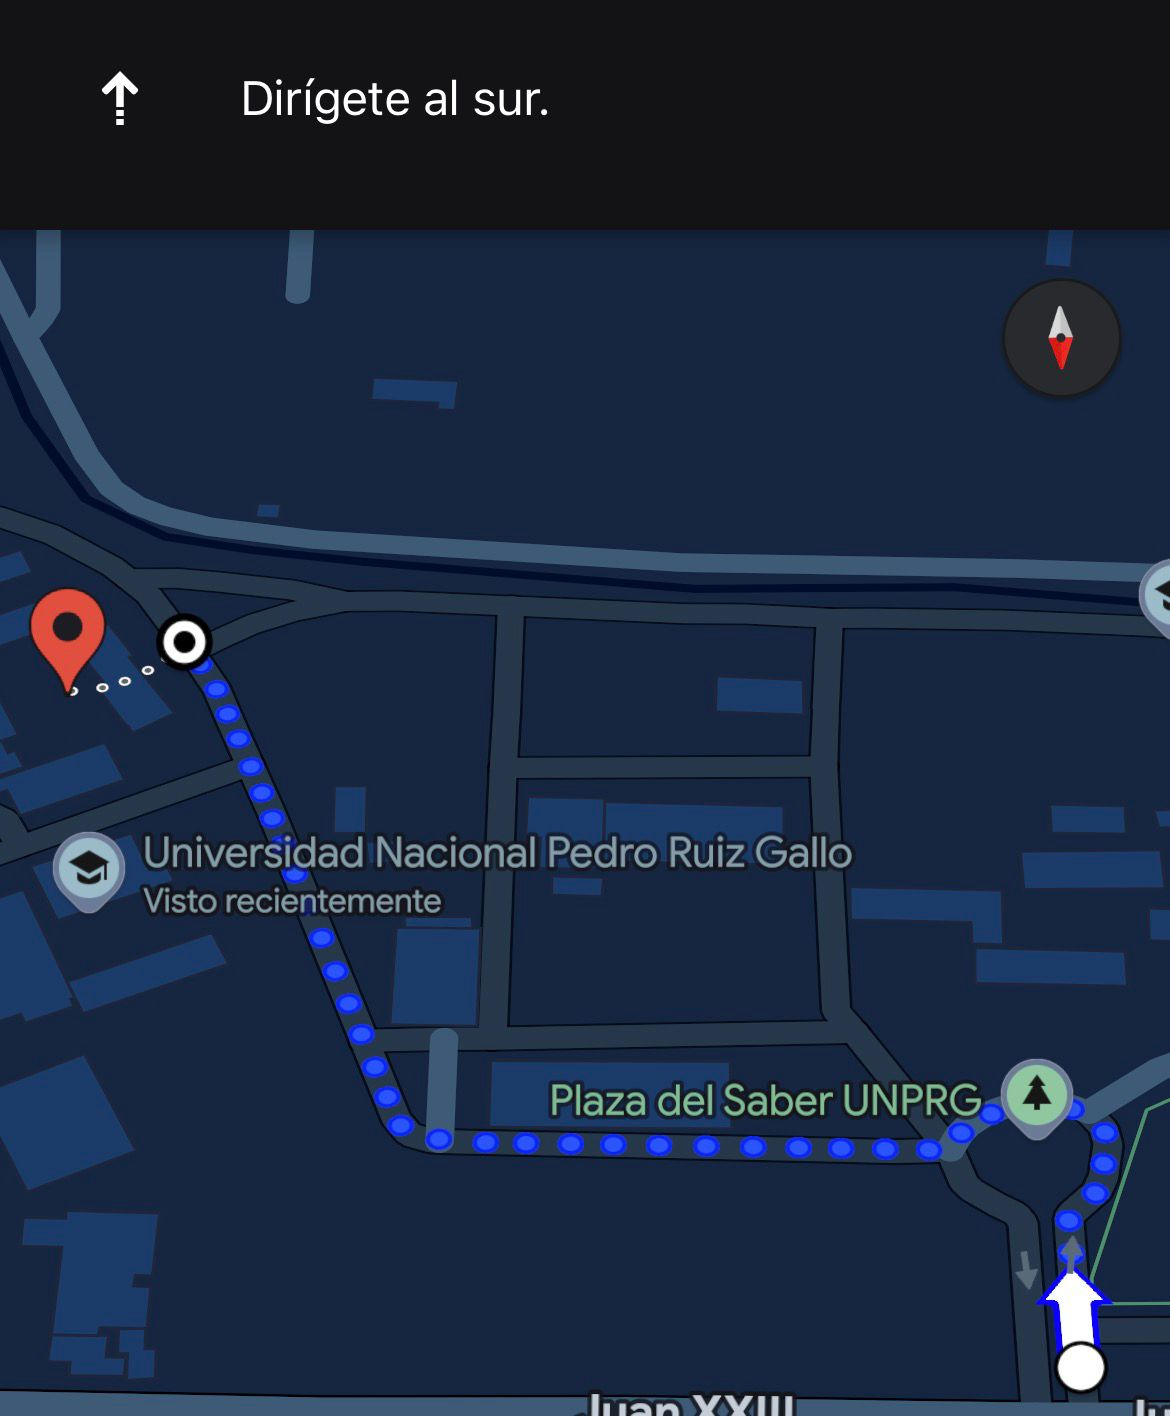 Dirígete al sur.
Universidad Nacional Pedro Ruiz Gallo
Visto recientemente
Plaza del Saber UNPRG
Juan XXIII